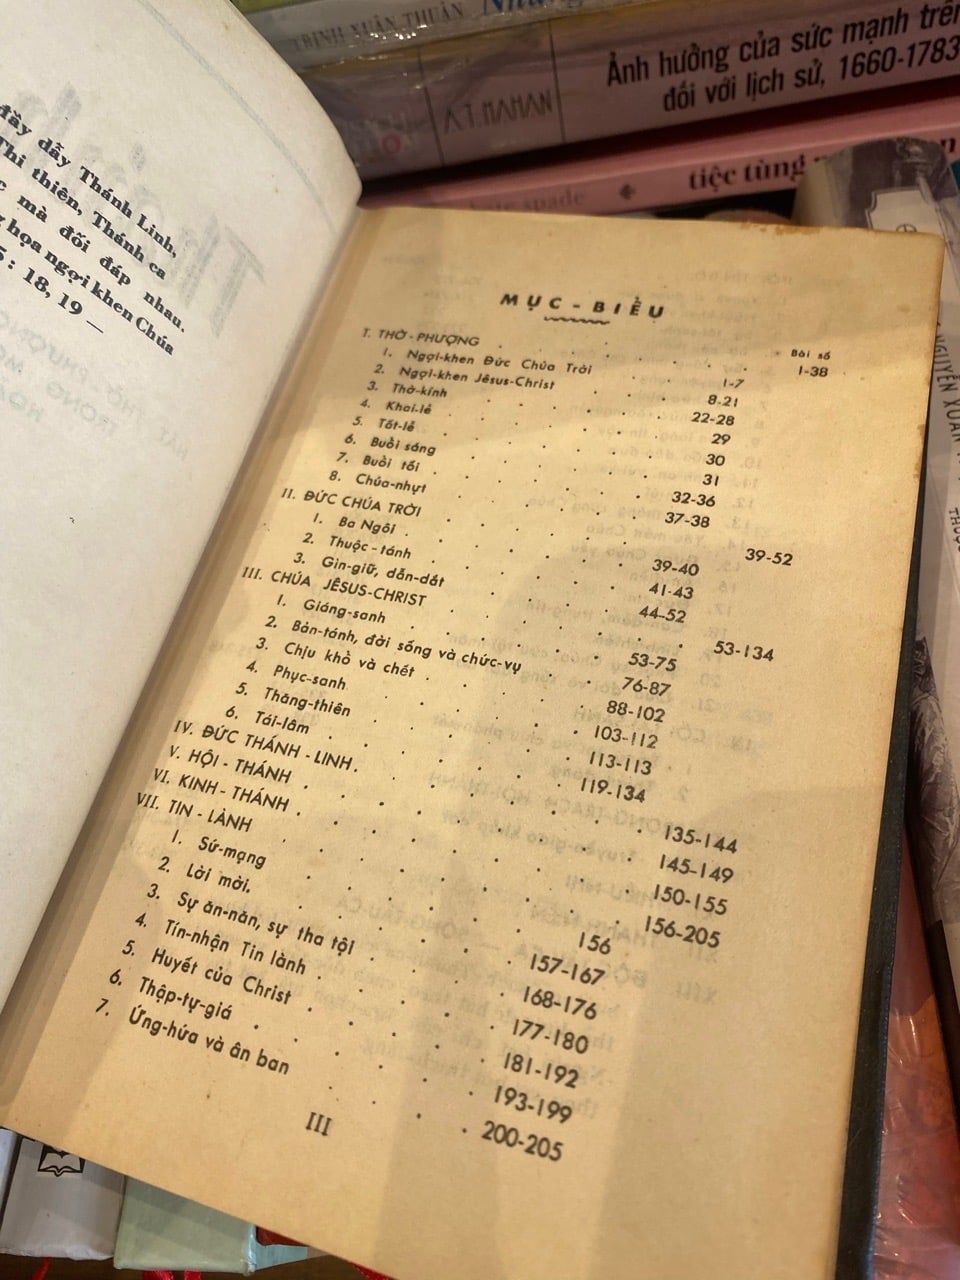 TRỊNH XUÂN THUẬN
Ảnh hưởng của sức mạnh trên
đối với lịch sử, 1660-1783
A.T. MAHAN
tiệc tùng
spade
NGUYỄN XUÂN
đầy dẫy Thánh Linh,
Thi thiên, Thánh ca
mà đối đáp nhau.
họa ngợi khen Chúa
5 : 18, 19 —
MỤC - BIỂU
Bài số
I. THỜ - PHƯỢNG 1-38
1. Ngợi-khen Đức Chúa Trời 1-7
2. Ngợi-khen Jêsus-Christ 8-21
3. Thờ-kính 22-28
4. Khai-lễ 29
5. Tất-lễ 30
6. Buổi sáng 31
7. Buổi tối 32-36
8. Chúa-nhựt 37-38
II. ĐỨC CHÚA TRỜI 39-52
1. Ba Ngôi 39-40
2. Thuộc - tánh 41-43
3. Gìn-giữ, dẫn-dắt 44-52
III. CHÚA JÊSUS-CHRIST 53-134
1. Giáng-sanh 53-75
2. Bản-tánh, đời sống và chức-vụ 76-87
3. Chịu khổ và chết 88-102
4. Phục-sanh 103-112
5. Thăng-thiên 113-113
6. Tái-lâm 119-134
IV. ĐỨC THÁNH - LINH 135-144
V. HỘI - THÁNH 145-149
VI. KINH - THÁNH 150-155
VII. TIN - LÀNH 156-205
1. Sứ-mạng 156
2. Lời mời. 157-167
3. Sự ăn-năn, sự tha tội 168-176
4. Tín-nhận Tin lành 177-180
5. Huyết của Christ 181-192
6. Thập-tự-giá 193-199
7. Ứng-hứa và ân ban 200-205
III